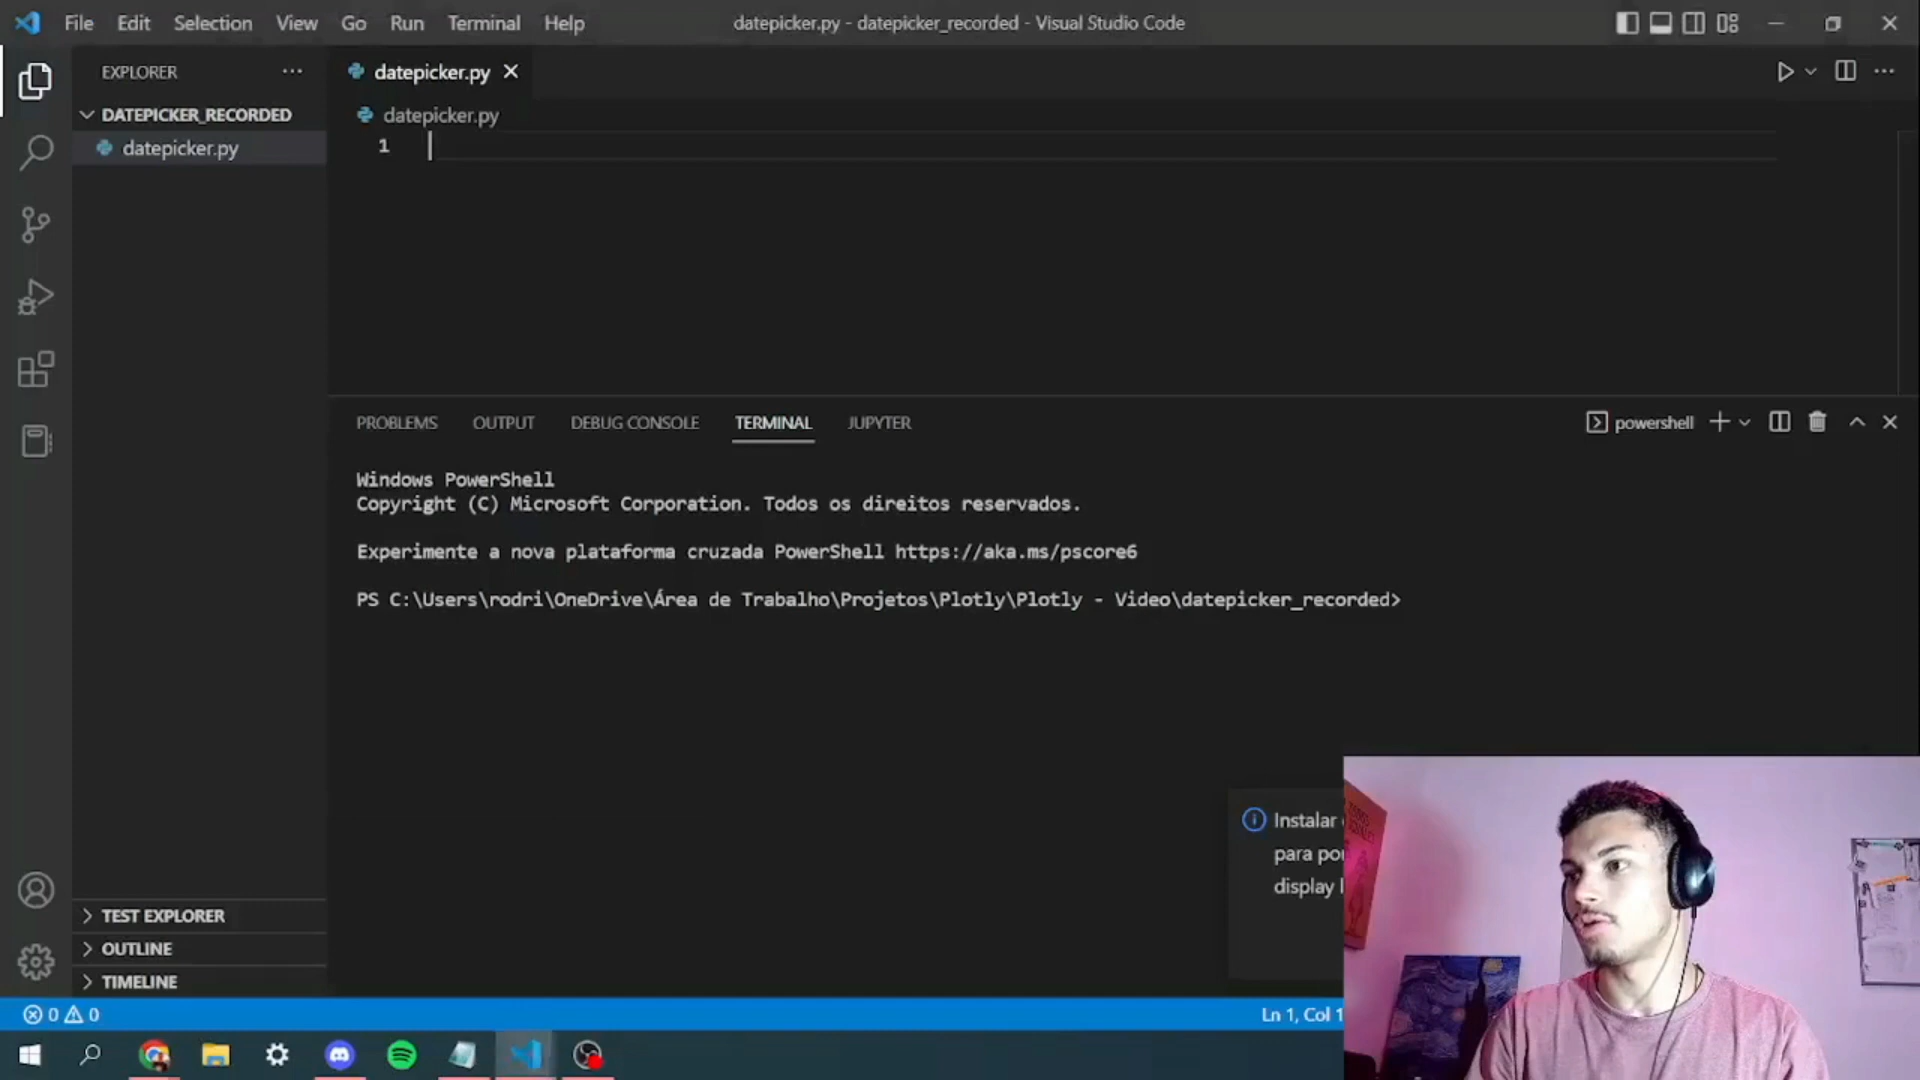 File Edit Selection View Go Run Terminal Help
datepicker.py - datepicker_recorded - Visual Studio Code
EXPLORER
datepicker.py
DATEPICKER_RECORDED
datepicker.py
datepicker.py
1
PROBLEMS OUTPUT DEBUG CONSOLE TERMINAL JUPYTER
powershell
Windows PowerShell
Copyright (C) Microsoft Corporation. Todos os direitos reservados.
Experimente a nova plataforma cruzada PowerShell https://aka.ms/pscore6
PS C:\Users\rodri\OneDrive\Área de Trabalho\Projetos\Plotly\Plotly - Video\datepicker_recorded>
Instalar
para
display
TEST EXPLORER
OUTLINE
TIMELINE
0 0
Ln 1, Col 1